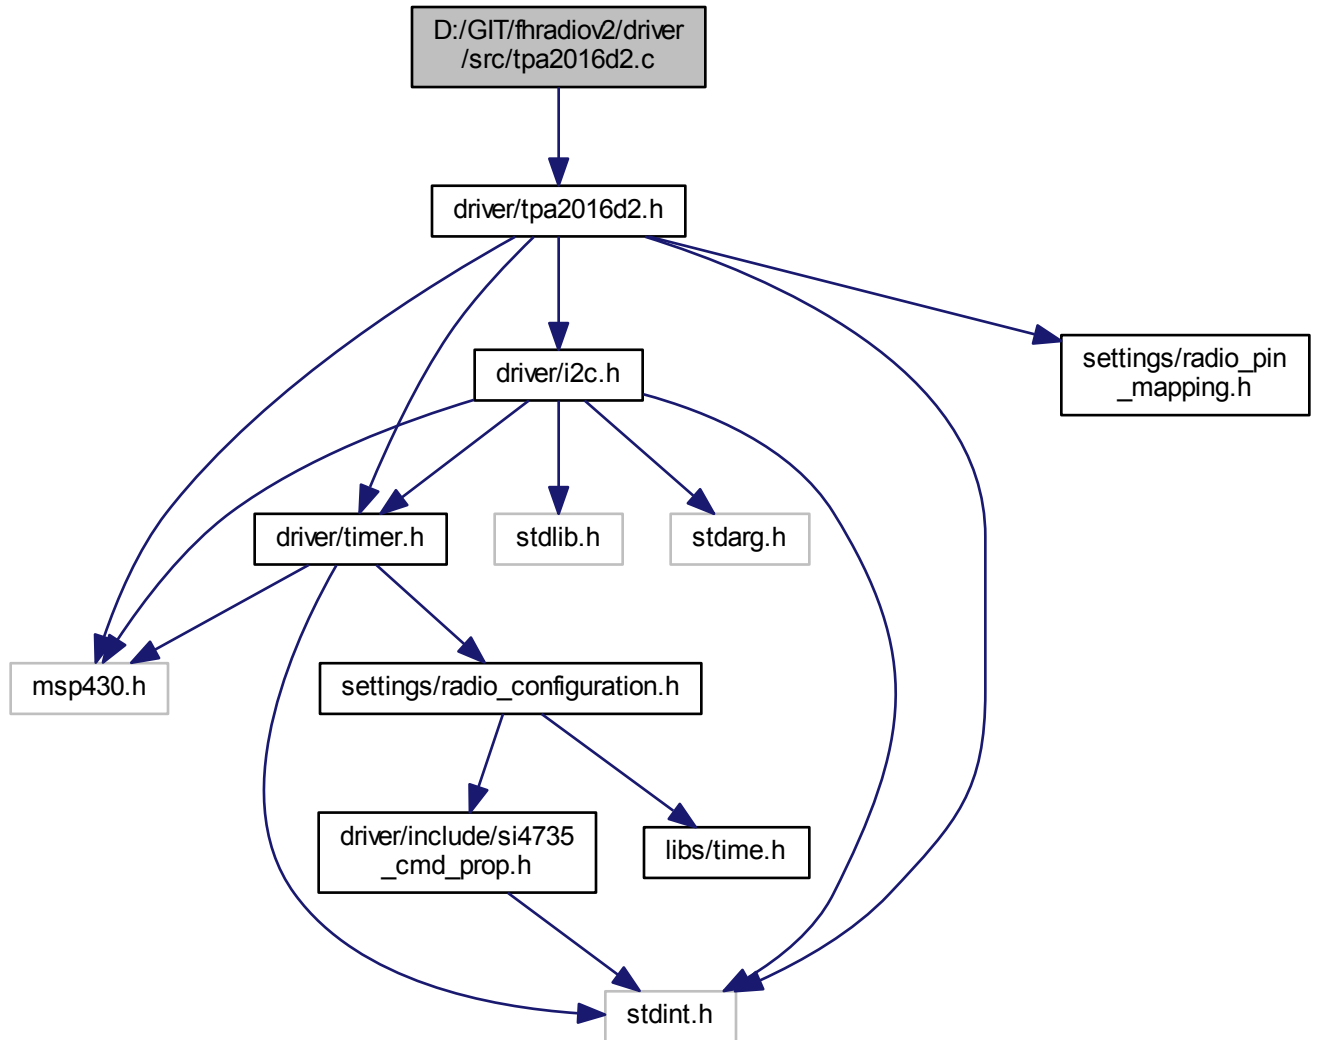 D:/GIT/fhradiov2/driver
/src/tpa2016d2.c
driver/tpa2016d2.h
settings/radio_pin
_mapping.h
driver/i2c.h
driver/timer.h
stdlib.h
stdarg.h
msp430.h
settings/radio_configuration.h
driver/include/si4735
_cmd_prop.h
libs/time.h
stdint.h